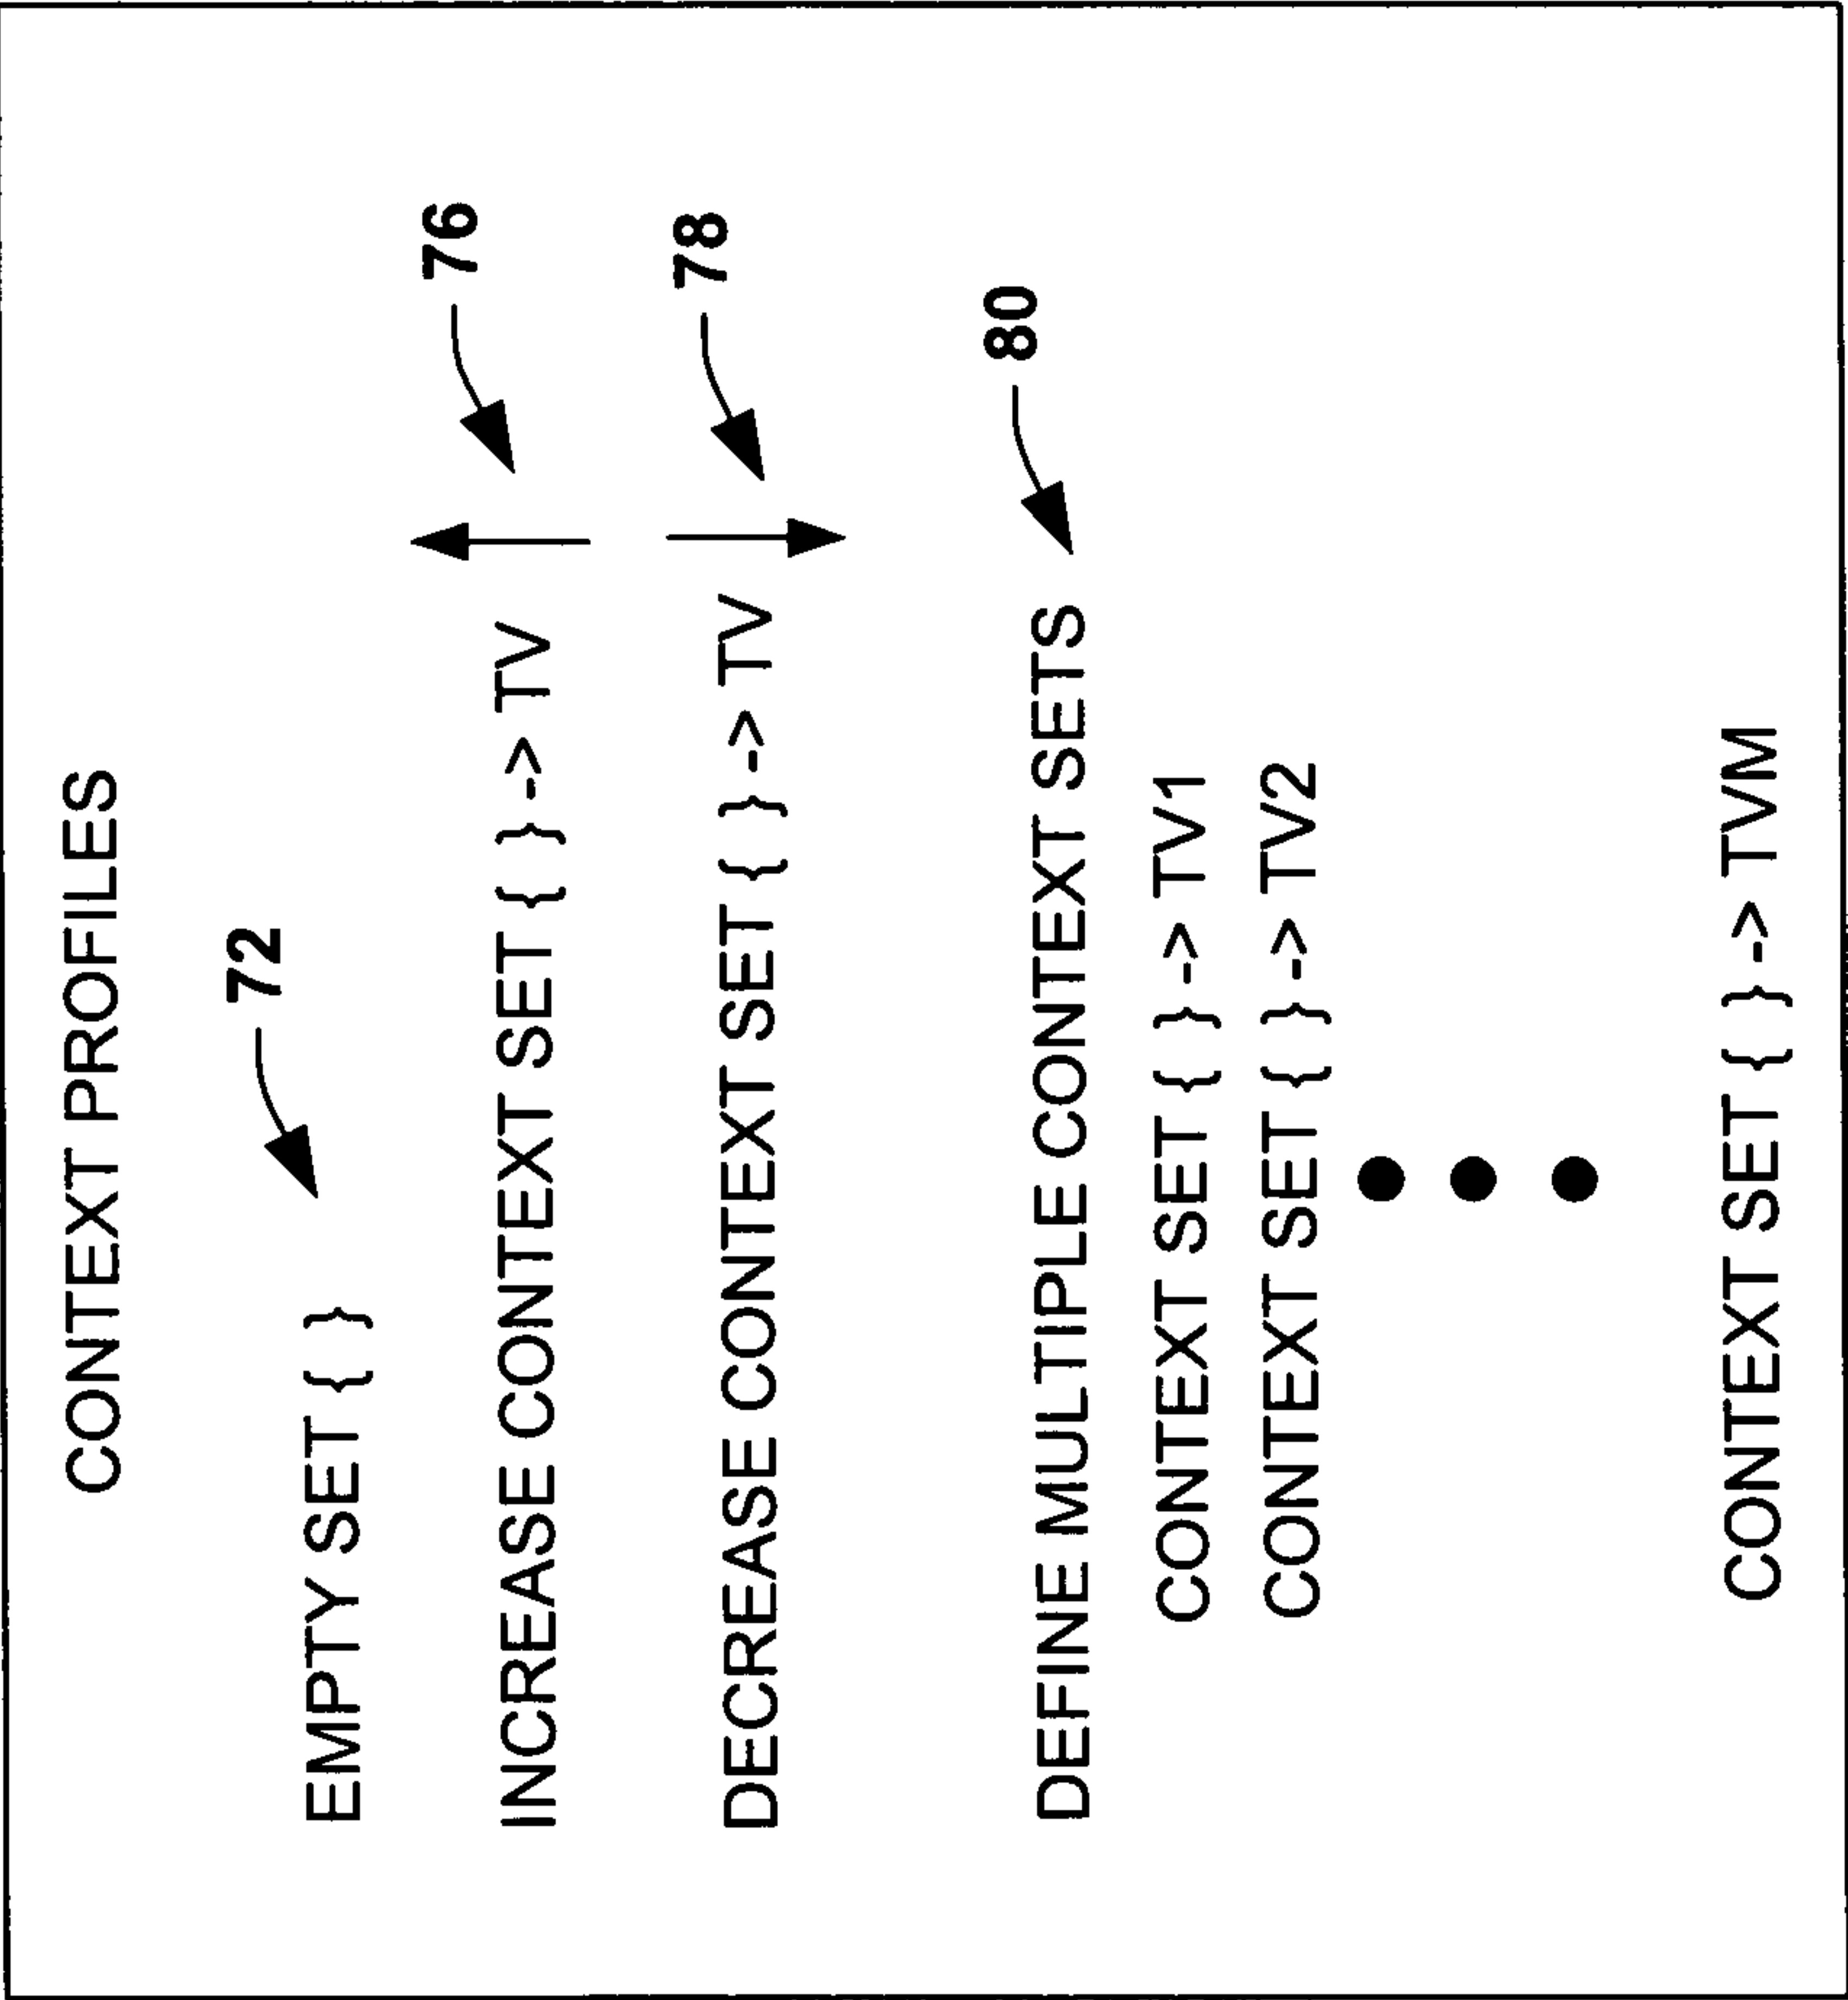 CONTEXT PROFILES
72
EMPTY SET { }
76
INCREASE CONTEXT SET { } -> TV
78
DECREASE CONTEXT SET { } -> TV
80
DEFINE MULTIPLE CONTEXT SETS
CONTEXT SET { } -> TV1
CONTEXT SET { } -> TV2
CONTEXT SET { } -> TVM